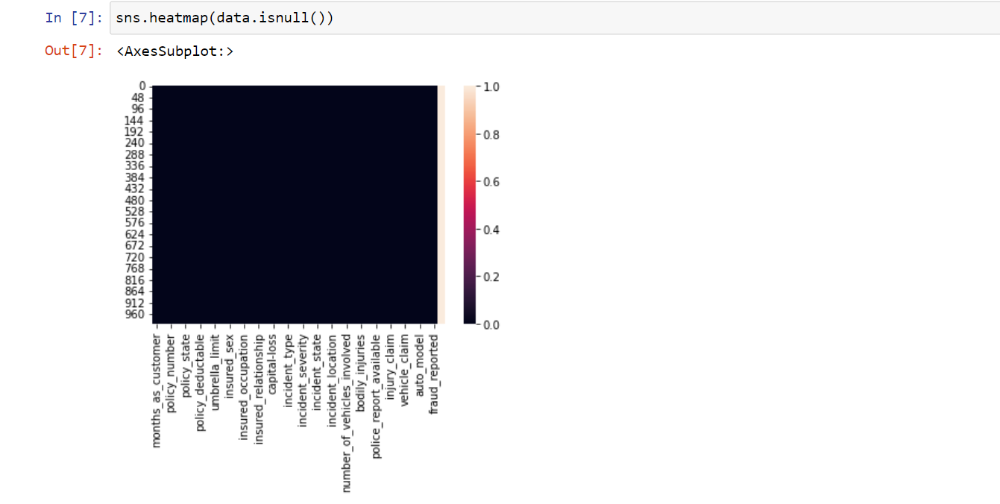 In [7]: sns.heatmap(data.isnull())
Out[7]: <AxesSubplot:>
0
48
96
144
192
240
288
336
384
432
480
528
576
624
672
720
768
816
864
912
960
1.0
0.8
0.6
0.4
0.2
0.0
months_as_customer
policy_number
policy_state
policy_deductable
umbrella_limit
insured_sex
insured_occupation
insured_relationship
capital-loss
incident_type
incident_severity
incident_state
incident_location
number_of_vehicles_involved
bodily_injuries
police_report_available
injury_claim
vehicle_claim
auto_model
fraud_reported